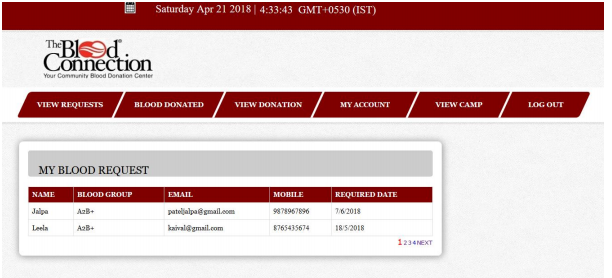 Saturday Apr 21 2018 | 4:33:43 GMT+0530 (IST)
The Blood
Connection
Your Community Blood Donation Center
VIEW REQUESTS BLOOD DONATED VIEW DONATION MY ACCOUNT VIEW CAMP LOG OUT
MY BLOOD REQUEST
NAME BLOOD GROUP EMAIL MOBILE REQUIRED DATE
Jalpa A2B+ pateljalpa@gmail.com 9878967896 7/6/2018
Leela A2B+ kaival@gmail.com 8765435674 18/5/2018
1 2 3 4 NEXT